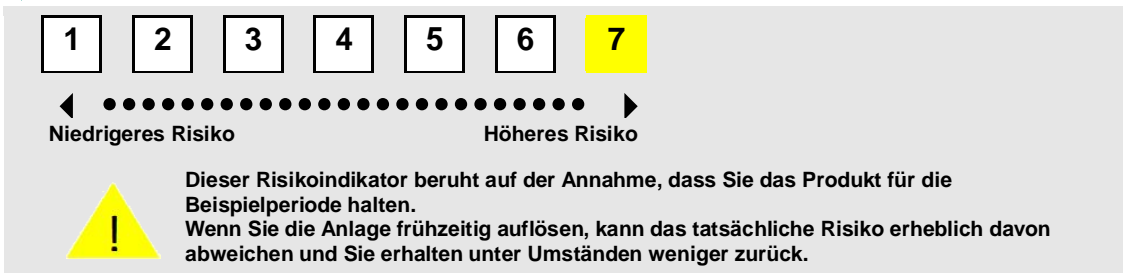 1 2 3 4 5 6 7
Niedrigeres Risiko Höheres Risiko
Dieser Risikoindikator beruht auf der Annahme, dass Sie das Produkt für die
Beispielperiode halten.
!
Wenn Sie die Anlage frühzeitig auflösen, kann das tatsächliche Risiko erheblich davon
abweichen und Sie erhalten unter Umständen weniger zurück.